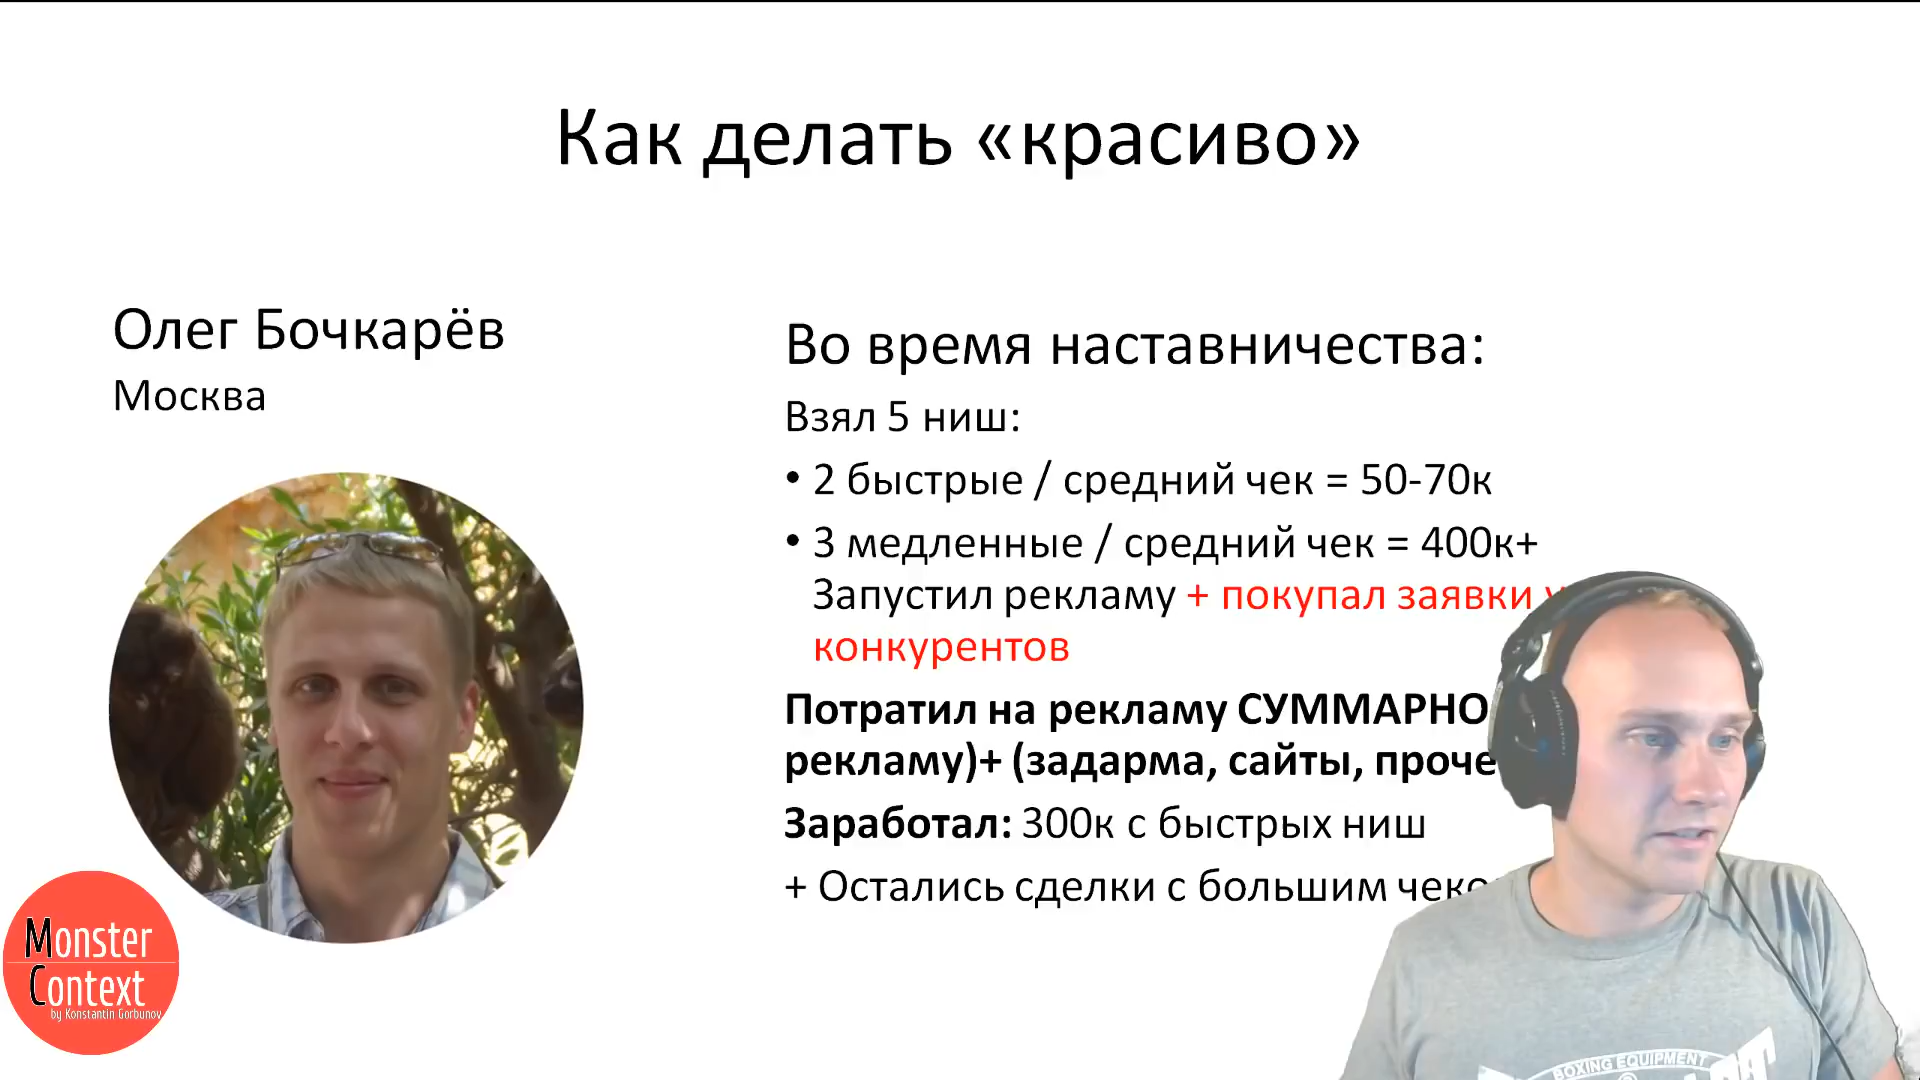 Как делать «красиво»
Олег Бочкарёв
Москва
Во время наставничества:
Взял 5 ниш:
• 2 быстрые / средний чек = 50-70к
• 3 медленные / средний чек = 400к+
Запустил рекламу + покупал заявки
конкурентов
Потратил на рекламу СУММАРНО
рекламу)+ (задарма, сайты,
Заработал: 300к с быстрых ниш
+ Остались сделки с большим
Monster
Context
by Konstantin Gorbunov
BOXING EQUIPMENT